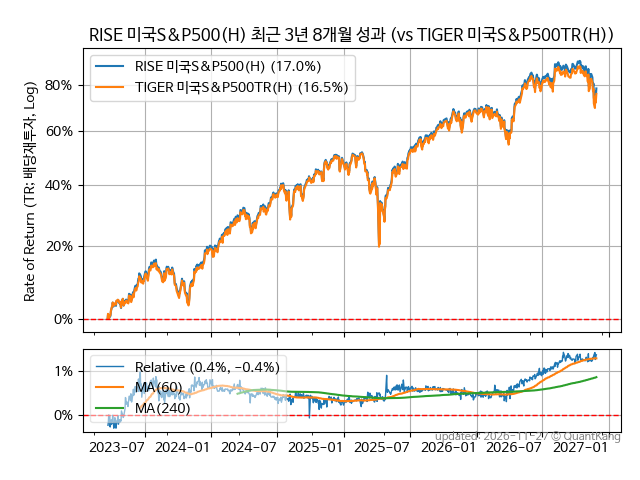 RISE 미국S&P500(H) 최근 3년 8개월 성과 (vs TIGER 미국S&P500TR(H))
RISE 미국S&P500(H) (17.0%)
TIGER 미국S&P500TR(H) (16.5%)
Rate of Return (TR: 배당재투자, Log)
80%
60%
40%
20%
0%
Relative (0.4%, -0.4%)
MA(60)
MA(240)
1%
0%
updated: 2026-11-27 © QuantKang
2023-07 2024-01 2024-07 2025-01 2025-07 2026-01 2026-07 2027-01